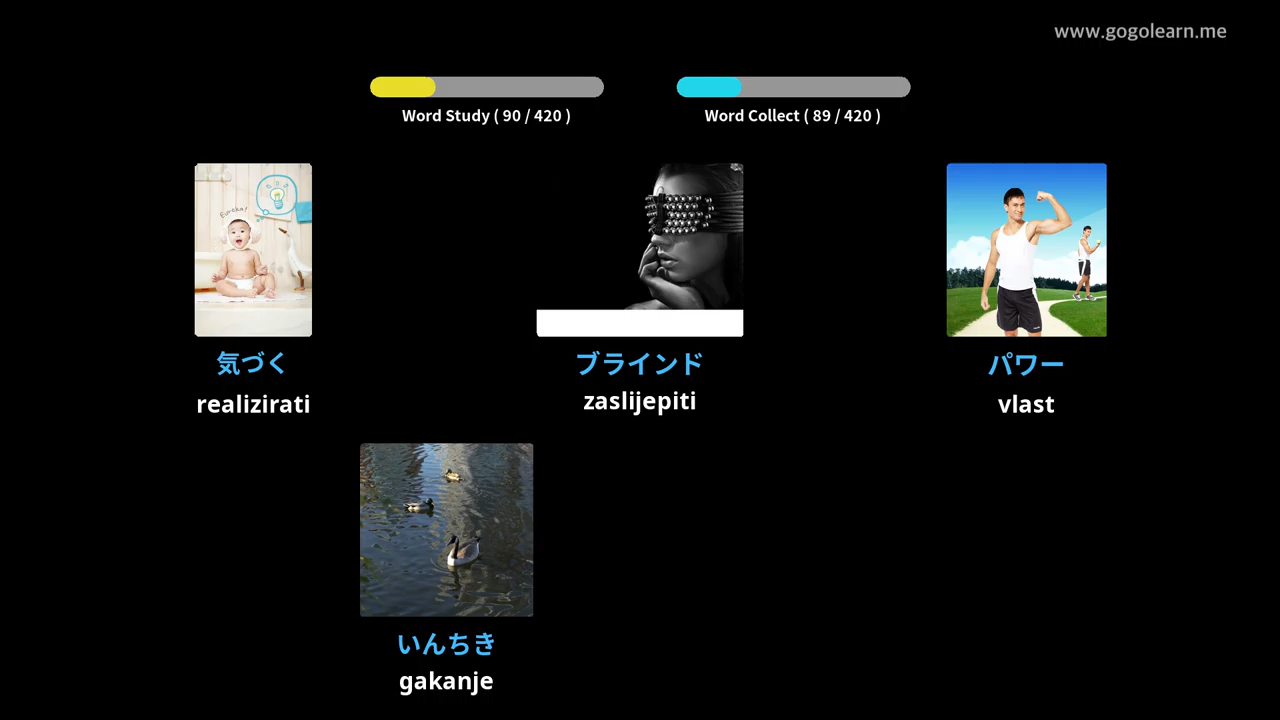 www.gogolearn.me
Word Study ( 90 / 420 )
Word Collect ( 89 / 420 )
Eureka!
気づく
ブラインド
パワー
realizirati
zaslijepiti
vlast
いんちき
gakanje